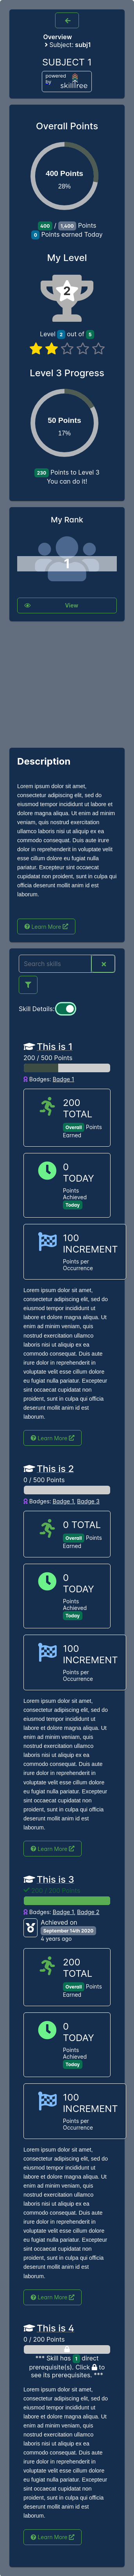 Overview
Subject: subj1
SUBJECT 1
powered by
skilltree
Overall Points
400 Points
28%
400 / 1,400 Points
0 Points earned Today
My Level
2
Level 2 out of 5
Level 3 Progress
50 Points
17%
230 Points to Level 3
You can do it!
My Rank
1
View
Description
Lorem ipsum dolor sit amet,
consectetur adipiscing elit, sed do
eiusmod tempor incididunt ut labore et
dolore magna aliqua. Ut enim ad minim
veniam, quis nostrud exercitation
ullamco laboris nisi ut aliquip ex ea
commodo consequat. Duis aute irure
dolor in reprehenderit in voluptate velit
esse cillum dolore eu fugiat nulla
pariatur. Excepteur sint occaecat
cupidatat non proident, sunt in culpa qui
officia deserunt mollit anim id est
laborum.
Learn More
Search skills
Skill Details:
This is 1
200 / 500 Points
Badges: Badge 1
200
TOTAL
Overall Points
Earned
0
TODAY
Points
Achieved
Today
100
INCREMENT
Points per
Occurrence
Lorem ipsum dolor sit amet,
consectetur adipiscing elit, sed do
eiusmod tempor incididunt ut
labore et dolore magna aliqua. Ut
enim ad minim veniam, quis
nostrud exercitation ullamco
laboris nisi ut aliquip ex ea
commodo consequat. Duis aute
irure dolor in reprehenderit in
voluptate velit esse cillum dolore
eu fugiat nulla pariatur. Excepteur
sint occaecat cupidatat non
proident, sunt in culpa qui officia
deserunt mollit anim id est
laborum.
Learn More
This is 2
0 / 500 Points
Badges: Badge 1, Badge 3
0 TOTAL
Overall Points
Earned
0
TODAY
Points
Achieved
Today
100
INCREMENT
Points per
Occurrence
Lorem ipsum dolor sit amet,
consectetur adipiscing elit, sed do
eiusmod tempor incididunt ut
labore et dolore magna aliqua. Ut
enim ad minim veniam, quis
nostrud exercitation ullamco
laboris nisi ut aliquip ex ea
commodo consequat. Duis aute
irure dolor in reprehenderit in
voluptate velit esse cillum dolore
eu fugiat nulla pariatur. Excepteur
sint occaecat cupidatat non
proident, sunt in culpa qui officia
deserunt mollit anim id est
laborum.
Learn More
This is 3
200 / 200 Points
Badges: Badge 1, Badge 2
Achieved on
September 14th 2020
4 years ago
200
TOTAL
Overall Points
Earned
0
TODAY
Points
Achieved
Today
100
INCREMENT
Points per
Occurrence
Lorem ipsum dolor sit amet,
consectetur adipiscing elit, sed do
eiusmod tempor incididunt ut
labore et dolore magna aliqua. Ut
enim ad minim veniam, quis
nostrud exercitation ullamco
laboris nisi ut aliquip ex ea
commodo consequat. Duis aute
irure dolor in reprehenderit in
voluptate velit esse cillum dolore
eu fugiat nulla pariatur. Excepteur
sint occaecat cupidatat non
proident, sunt in culpa qui officia
deserunt mollit anim id est
laborum.
Learn More
This is 4
0 / 200 Points
*** Skill has 1 direct
prerequisite(s). Click to
see its prerequisites. ***
Lorem ipsum dolor sit amet,
consectetur adipiscing elit, sed do
eiusmod tempor incididunt ut
labore et dolore magna aliqua. Ut
enim ad minim veniam, quis
nostrud exercitation ullamco
laboris nisi ut aliquip ex ea
commodo consequat. Duis aute
irure dolor in reprehenderit in
voluptate velit esse cillum dolore
eu fugiat nulla pariatur. Excepteur
sint occaecat cupidatat non
proident, sunt in culpa qui officia
deserunt mollit anim id est
laborum.
Learn More